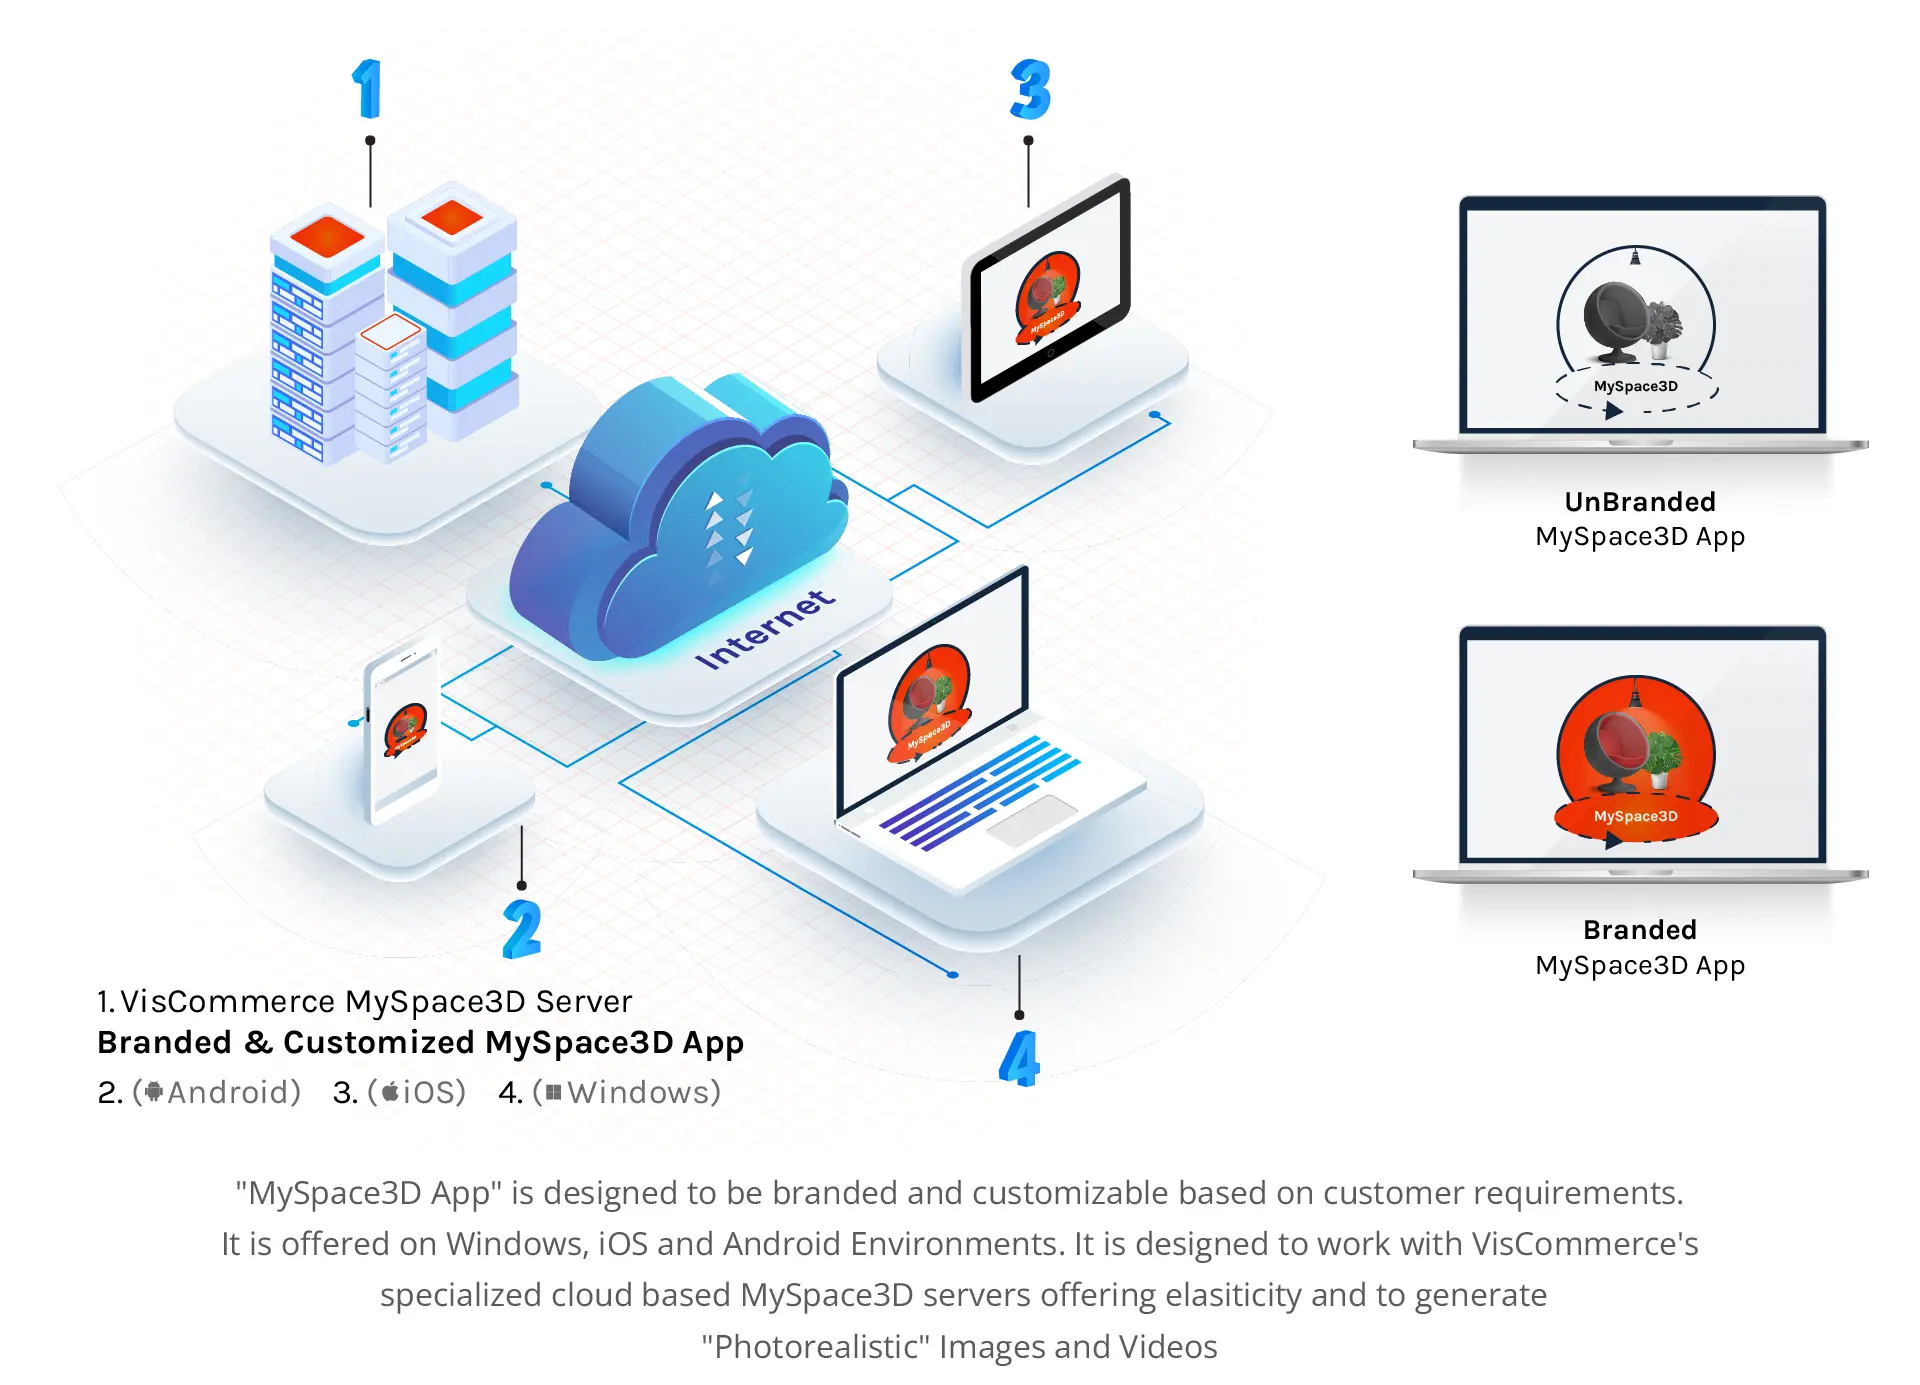 1
3
Internet
MySpace3D
MySpace3D
MySpace3D
UnBranded
MySpace3D App
MySpace3D
Branded
MySpace3D App
2
4
1. VisCommerce MySpace3D Server
Branded & Customized MySpace3D App
2. (Android) 3. (iOS) 4. (Windows)
"MySpace3D App" is designed to be branded and customizable based on customer requirements.
It is offered on Windows, iOS and Android Environments. It is designed to work with VisCommerce's
specialized cloud based MySpace3D servers offering elasiticity and to generate
"Photorealistic" Images and Videos